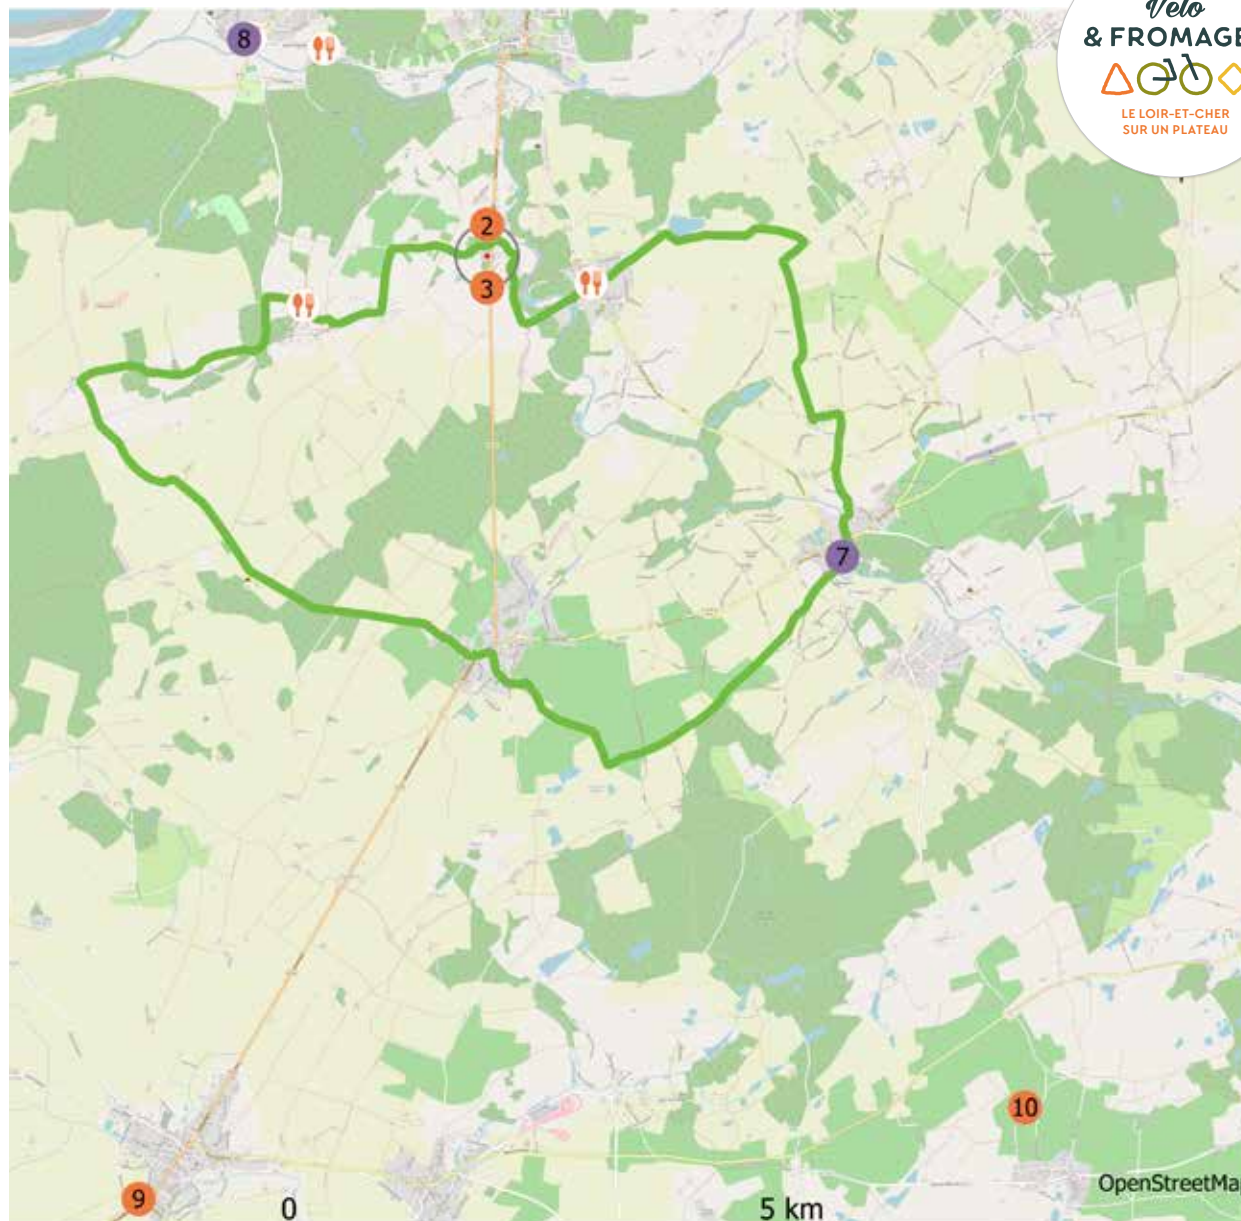 Vélo
& FROMAGE
LE LOIR-ET-CHER
SUR UN PLATEAU
8
2
3
7
10
9
0
5 km
OpenStreetMa